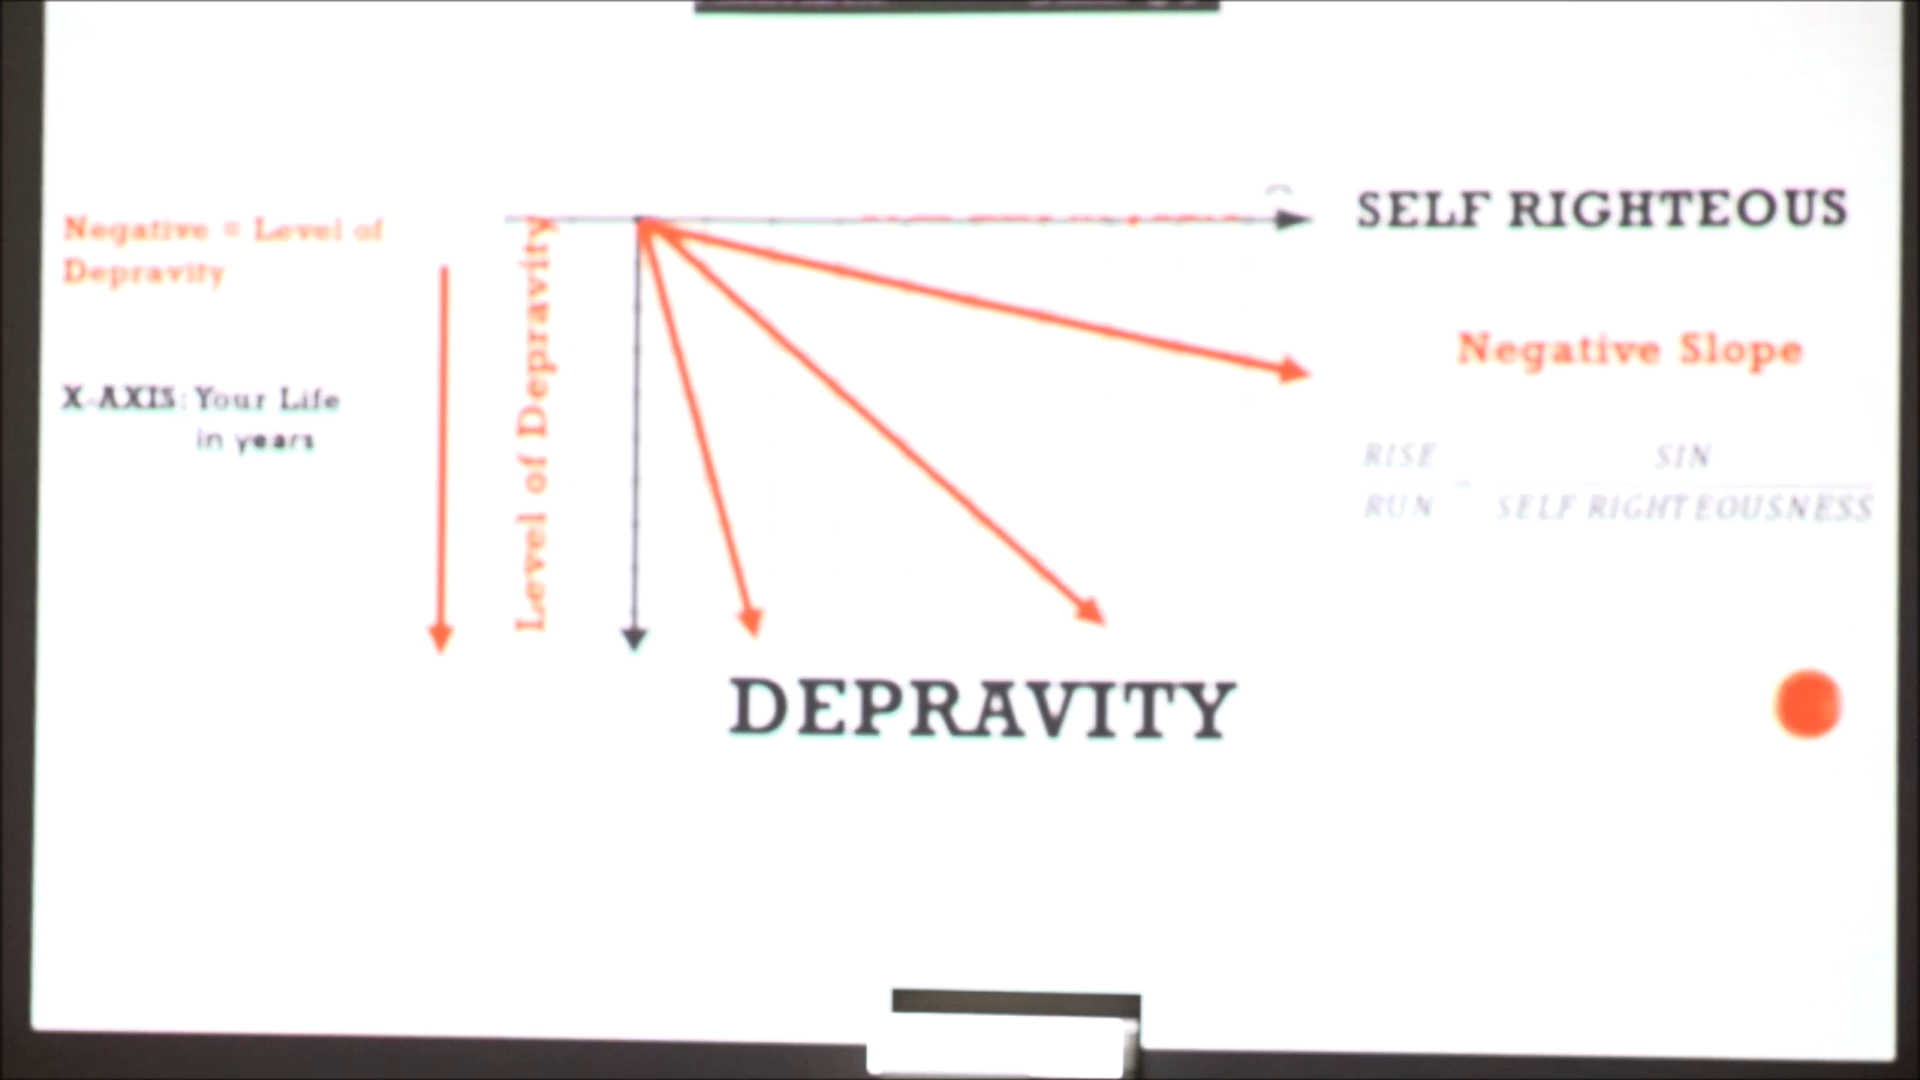 SELF RIGHTEOUS
Negative = Level of
Depravity
Level of Depravity
Negative Slope
X-AXIS: Your Life
in years
RISE
RUN
SIN
SELF RIGHTEOUSNESS
DEPRAVITY